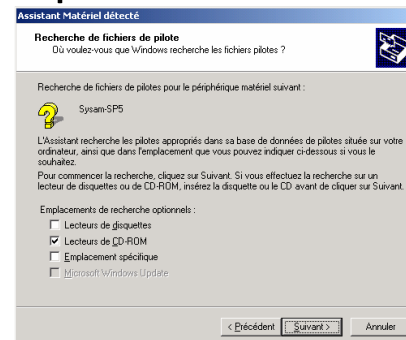 Assistant Matériel détecté
Recherche de fichiers de pilote
Où voulez-vous que Windows recherche les fichiers pilotes ?
Recherche de fichiers de pilotes pour le périphérique matériel suivant :
Sysam-SP5
L'Assistant recherche les pilotes appropriés dans sa base de données de pilotes située sur votre
ordinateur, ainsi que dans l'emplacement que vous pouvez indiquer ci-dessous si vous le
souhaitez.
Pour commencer la recherche, cliquez sur Suivant. Si vous effectuez la recherche sur un
lecteur de disquettes ou de CD-ROM, insérez la disquette ou le CD avant de cliquer sur Suivant.
Emplacements de recherche optionnels :
Lecteurs de disquettes
Lecteurs de CD-ROM
Emplacement spécifique
Microsoft Windows Update
< Précédent Suivant > Annuler